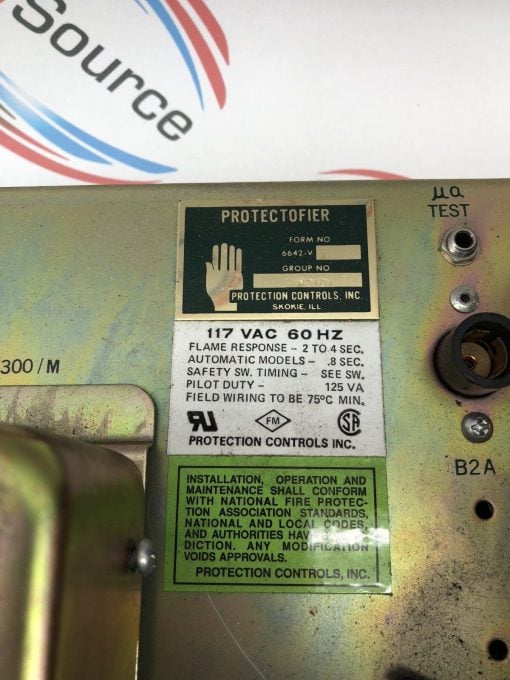 Source
µa
TEST
PROTECTOFIER
FORM NO
6642-V
GROUP NO
PROTECTION CONTROLS, INC.
SKOKIE, ILL
117 VAC 60 HZ
FLAME RESPONSE – 2 TO 4 SEC.
AUTOMATIC MODELS – .8 SEC.
SAFETY SW. TIMING – SEE SW.
PILOT DUTY – 125 VA
FIELD WIRING TO BE 75ºC MIN.
RU
FM
SA
PROTECTION CONTROLS INC.
300/M
B2A
INSTALLATION, OPERATION AND
MAINTENANCE SHALL CONFORM
WITH NATIONAL FIRE PROTEC-
TION ASSOCIATION STANDARDS,
NATIONAL AND LOCAL CODES,
AND AUTHORITIES
DICTION. ANY MODIFICATION
VOIDS APPROVALS.
PROTECTION CONTROLS, INC.